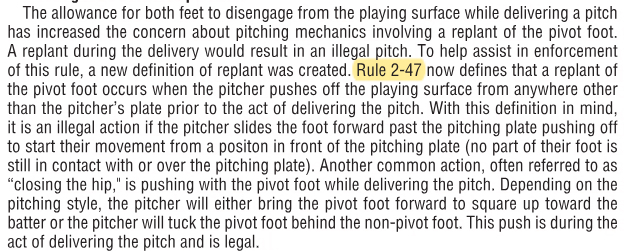 The allowance for both feet to disengage from the playing surface while delivering a pitch
has increased the concern about pitching mechanics involving a replant of the pivot foot.
A replant during the delivery would result in an illegal pitch. To help assist in enforcement
of this rule, a new definition of replant was created. Rule 2-47 now defines that a replant of
the pivot foot occurs when the pitcher pushes off the playing surface from anywhere other
than the pitcher's plate prior to the act of delivering the pitch. With this definition in mind,
it is an illegal action if the pitcher slides the foot forward past the pitching plate pushing off
to start their movement from a positon in front of the pitching plate (no part of their foot is
still in contact with or over the pitching plate). Another common action, often referred to as
“closing the hip," is pushing with the pivot foot while delivering the pitch. Depending on the
pitching style, the pitcher will either bring the pivot foot forward to square up toward the
batter or the pitcher will tuck the pivot foot behind the non-pivot foot. This push is during the
act of delivering the pitch and is legal.